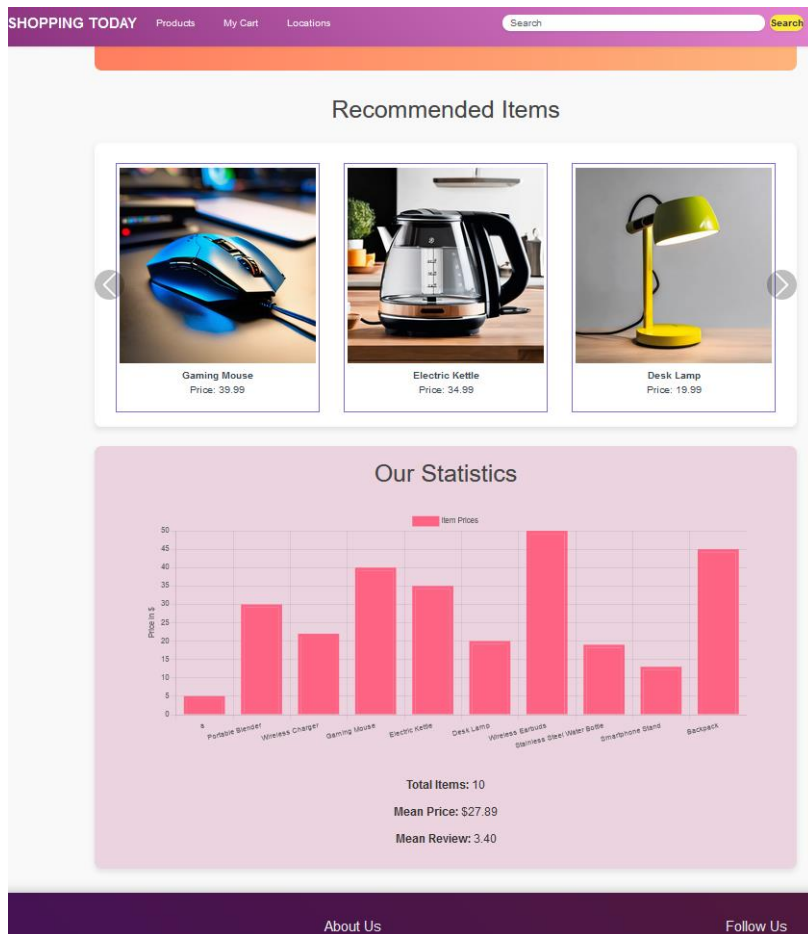 SHOPPING TODAY Products My Cart Locations Search Search
Recommended Items
Gaming Mouse Electric Kettle Desk Lamp
Price: 39.99 Price: 34.99 Price: 19.99
Our Statistics
Item Prices
50
45
40
35
30
25
20
15
10
5
0
Price in $
s Portable Blender Wireless Charger Gaming Mouse Electric Kettle Desk Lamp Wireless Earbuds Stainless Steel Water Bottle Smartphone Stand Backpack
Total Items: 10
Mean Price: $27.89
Mean Review: 3.40
About Us Follow Us